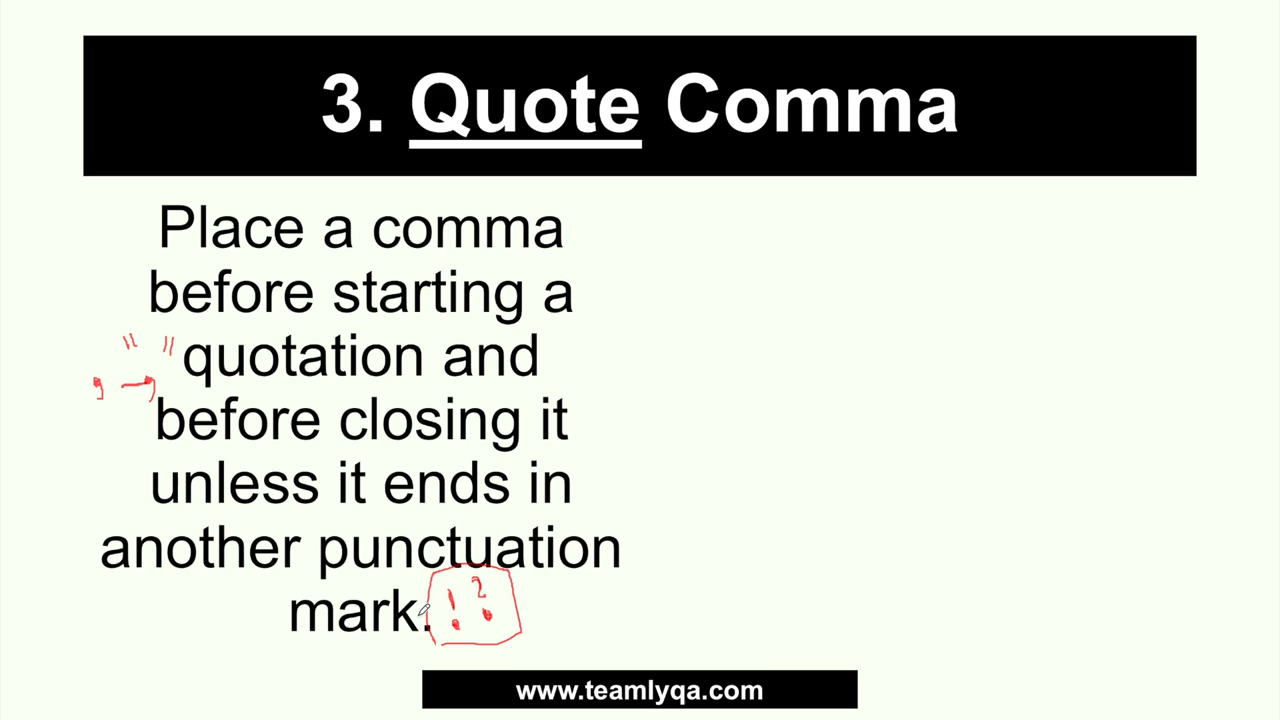 3. Quote Comma
Place a comma
before starting a
" "
quotation and
, ,
before closing it
unless it ends in
another punctuation
mark.
! ?
www.teamlyqa.com